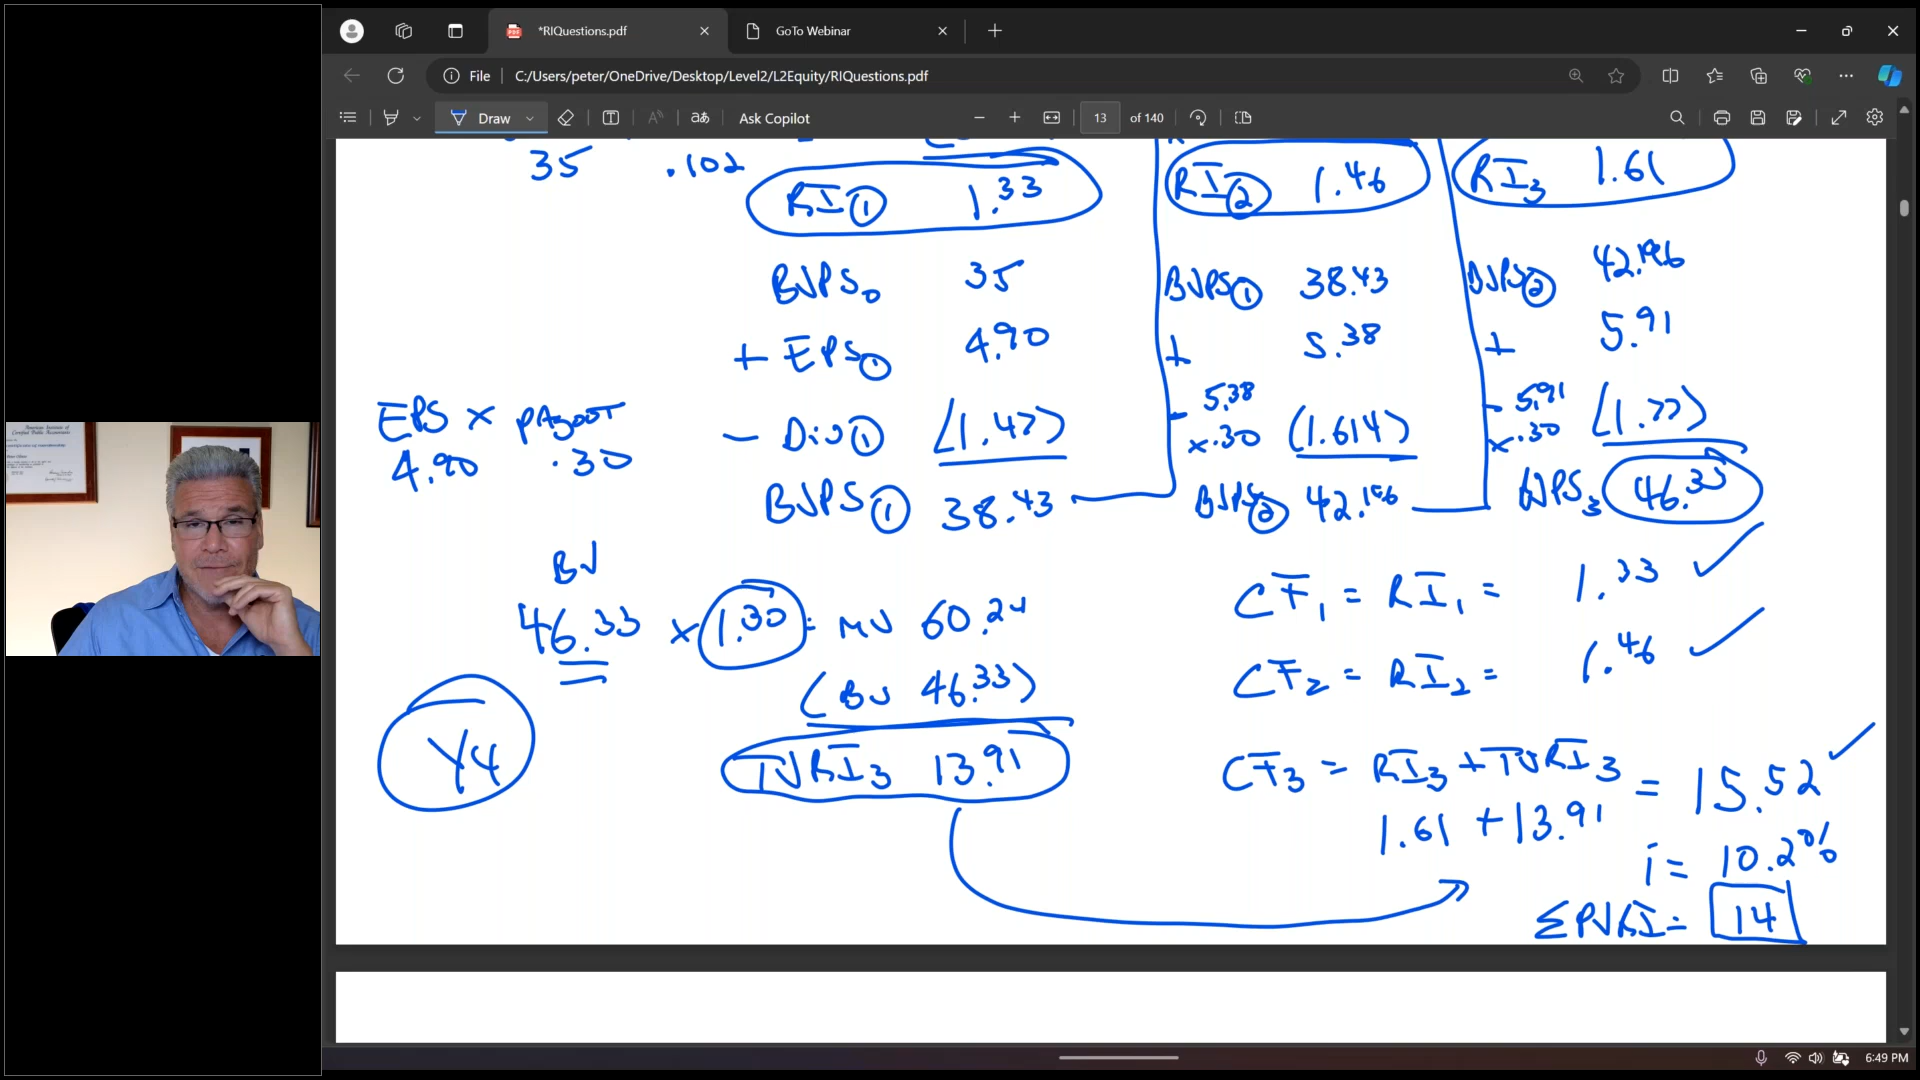 *RIQuestions.pdf
GoTo Webinar
File C:/Users/peter/OneDrive/Desktop/Level2/L2Equity/RIQuestions.pdf
Draw
aあ
Ask Copilot
13 of 140
35 .102
RI① 1.33
RI② 1.46
RI3 1.61
BVPS0 35
BVPS① 38.43
BVPS② 42.196
+ EPS① 4.90
+ 5.38
+ 5.91
EPS x PAYOUT
4.90 .30
- DIV① (1.47)
- 5.38 x .30 (1.614)
- 5.91 x .30 (1.77)
BVPS① 38.43
BVPS② 42.196
BVPS3 46.33
BV
46.33 x 1.30 = MV 60.24
(BV 46.33)
TVRI3 13.91
Y4
CF1 = RI1 = 1.33 ✓
CF2 = RI2 = 1.46 ✓
CF3 = RI3 + TVRI3 = 15.52 ✓
1.61 + 13.91
i = 10.2%
ΣPVRI = 14
6:49 PM